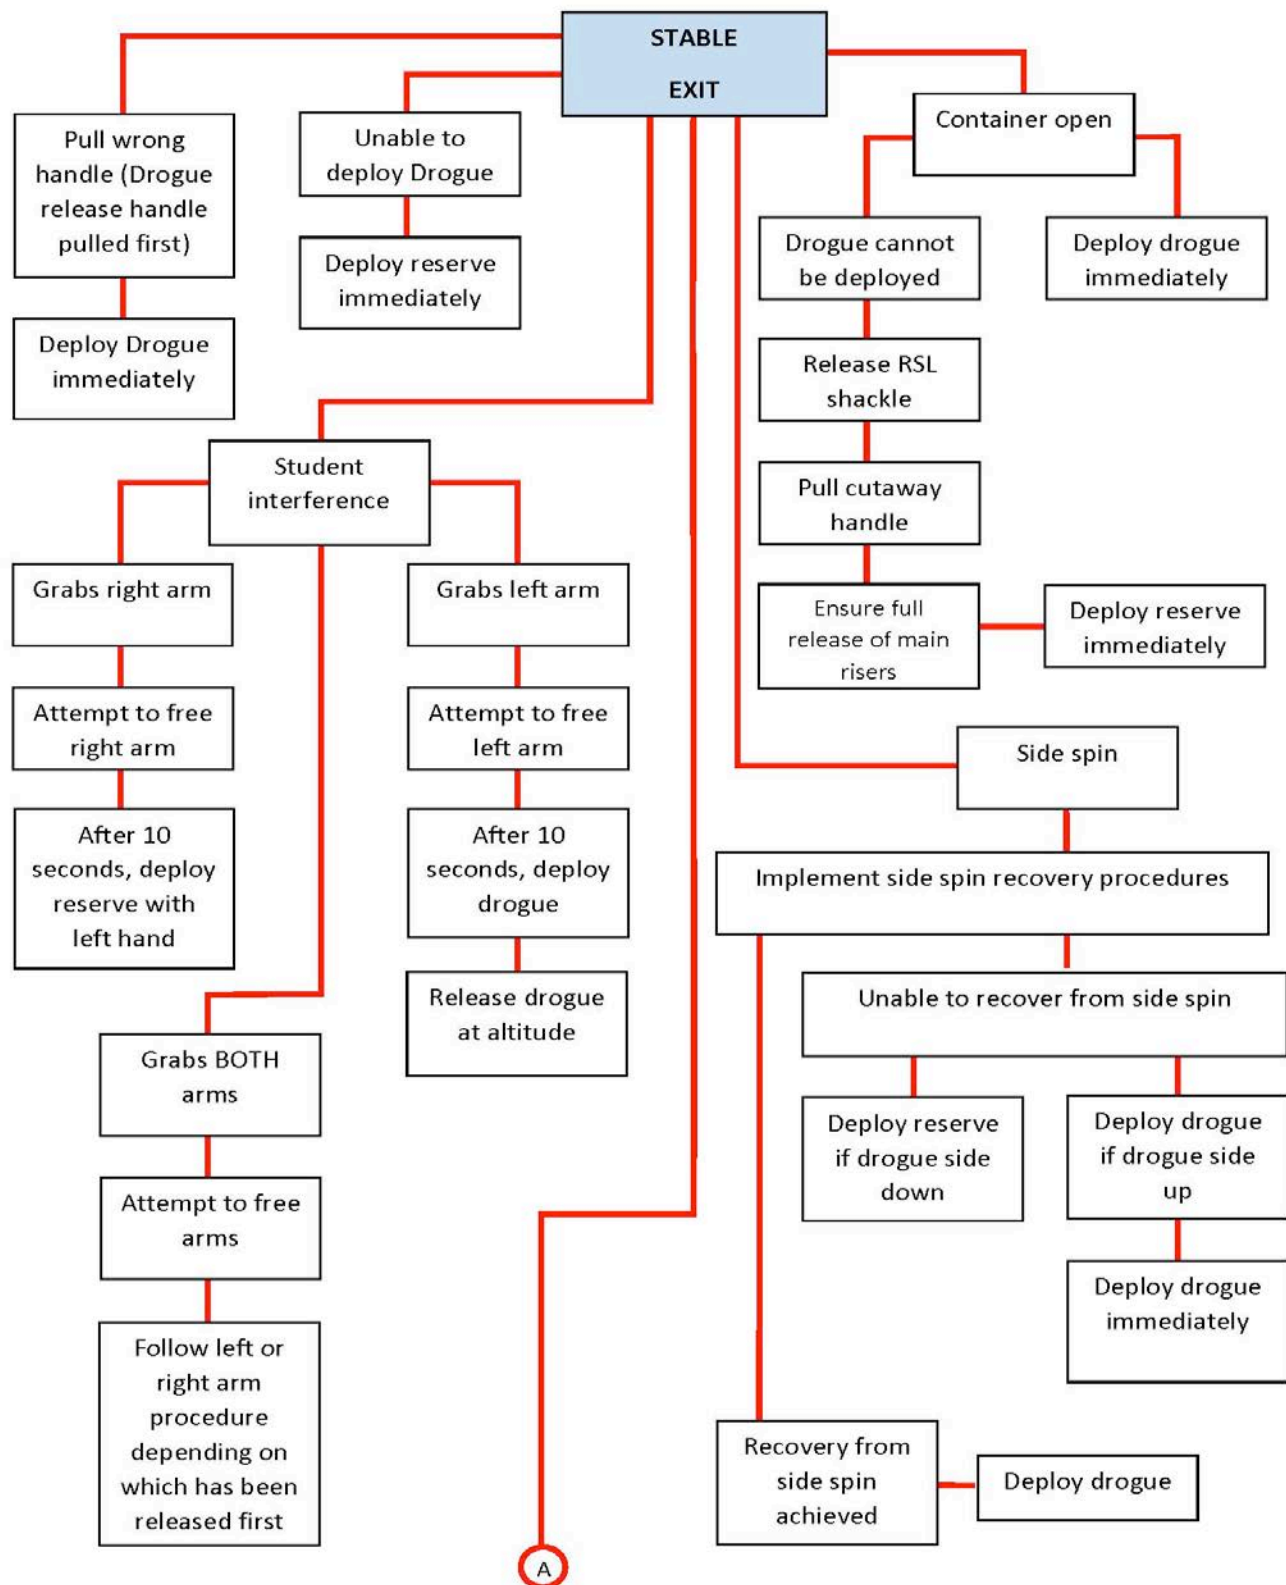 STABLE
EXIT
Pull wrong
handle (Drogue
release handle
pulled first)
Deploy Drogue
immediately
Unable to
deploy Drogue
Deploy reserve
immediately
Container open
Drogue cannot
be deployed
Deploy drogue
immediately
Release RSL
shackle
Pull cutaway
handle
Ensure full
release of main
risers
Deploy reserve
immediately
Student
interference
Grabs right arm
Attempt to free
right arm
After 10
seconds, deploy
reserve with
left hand
Grabs left arm
Attempt to free
left arm
After 10
seconds, deploy
drogue
Release drogue
at altitude
Grabs BOTH
arms
Attempt to free
arms
Follow left or
right arm
procedure
depending on
which has been
released first
Side spin
Implement side spin recovery procedures
Unable to recover from side spin
Deploy reserve
if drogue side
down
Deploy drogue
if drogue side
up
Deploy drogue
immediately
Recovery from
side spin
achieved
Deploy drogue
A